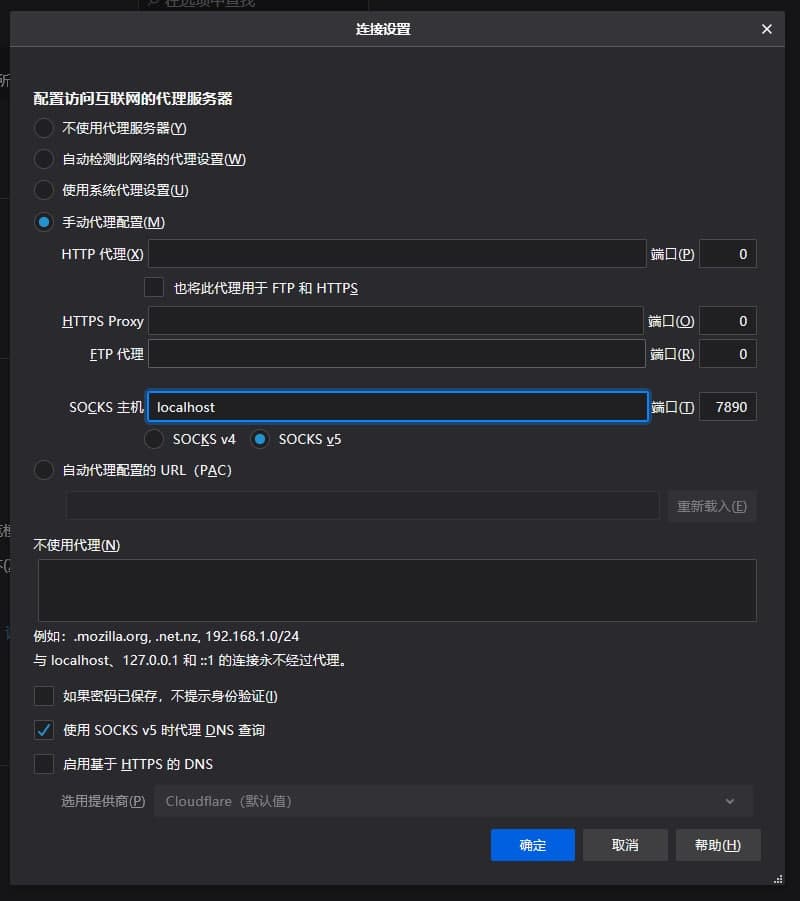 在选项中查找
连接设置
所
配置访问互联网的代理服务器
不使用代理服务器(Y)
自动检测此网络的代理设置(W)
使用系统代理设置(U)
手动代理配置(M)
HTTP 代理(X) 端口(P) 0
也将此代理用于 FTP 和 HTTPS
HTTPS Proxy 端口(O) 0
FTP 代理 端口(R) 0
SOCKS 主机 localhost 端口(T) 7890
SOCKS v4 SOCKS v5
自动代理配置的 URL（PAC）
重新载入(E)
不使用代理(N)
例如：.mozilla.org, .net.nz, 192.168.1.0/24
与 localhost、127.0.0.1 和 ::1 的连接永不经过代理。
如果密码已保存，不提示身份验证(I)
使用 SOCKS v5 时代理 DNS 查询
启用基于 HTTPS 的 DNS
选用提供商(P) Cloudflare（默认值）
确定 取消 帮助(H)